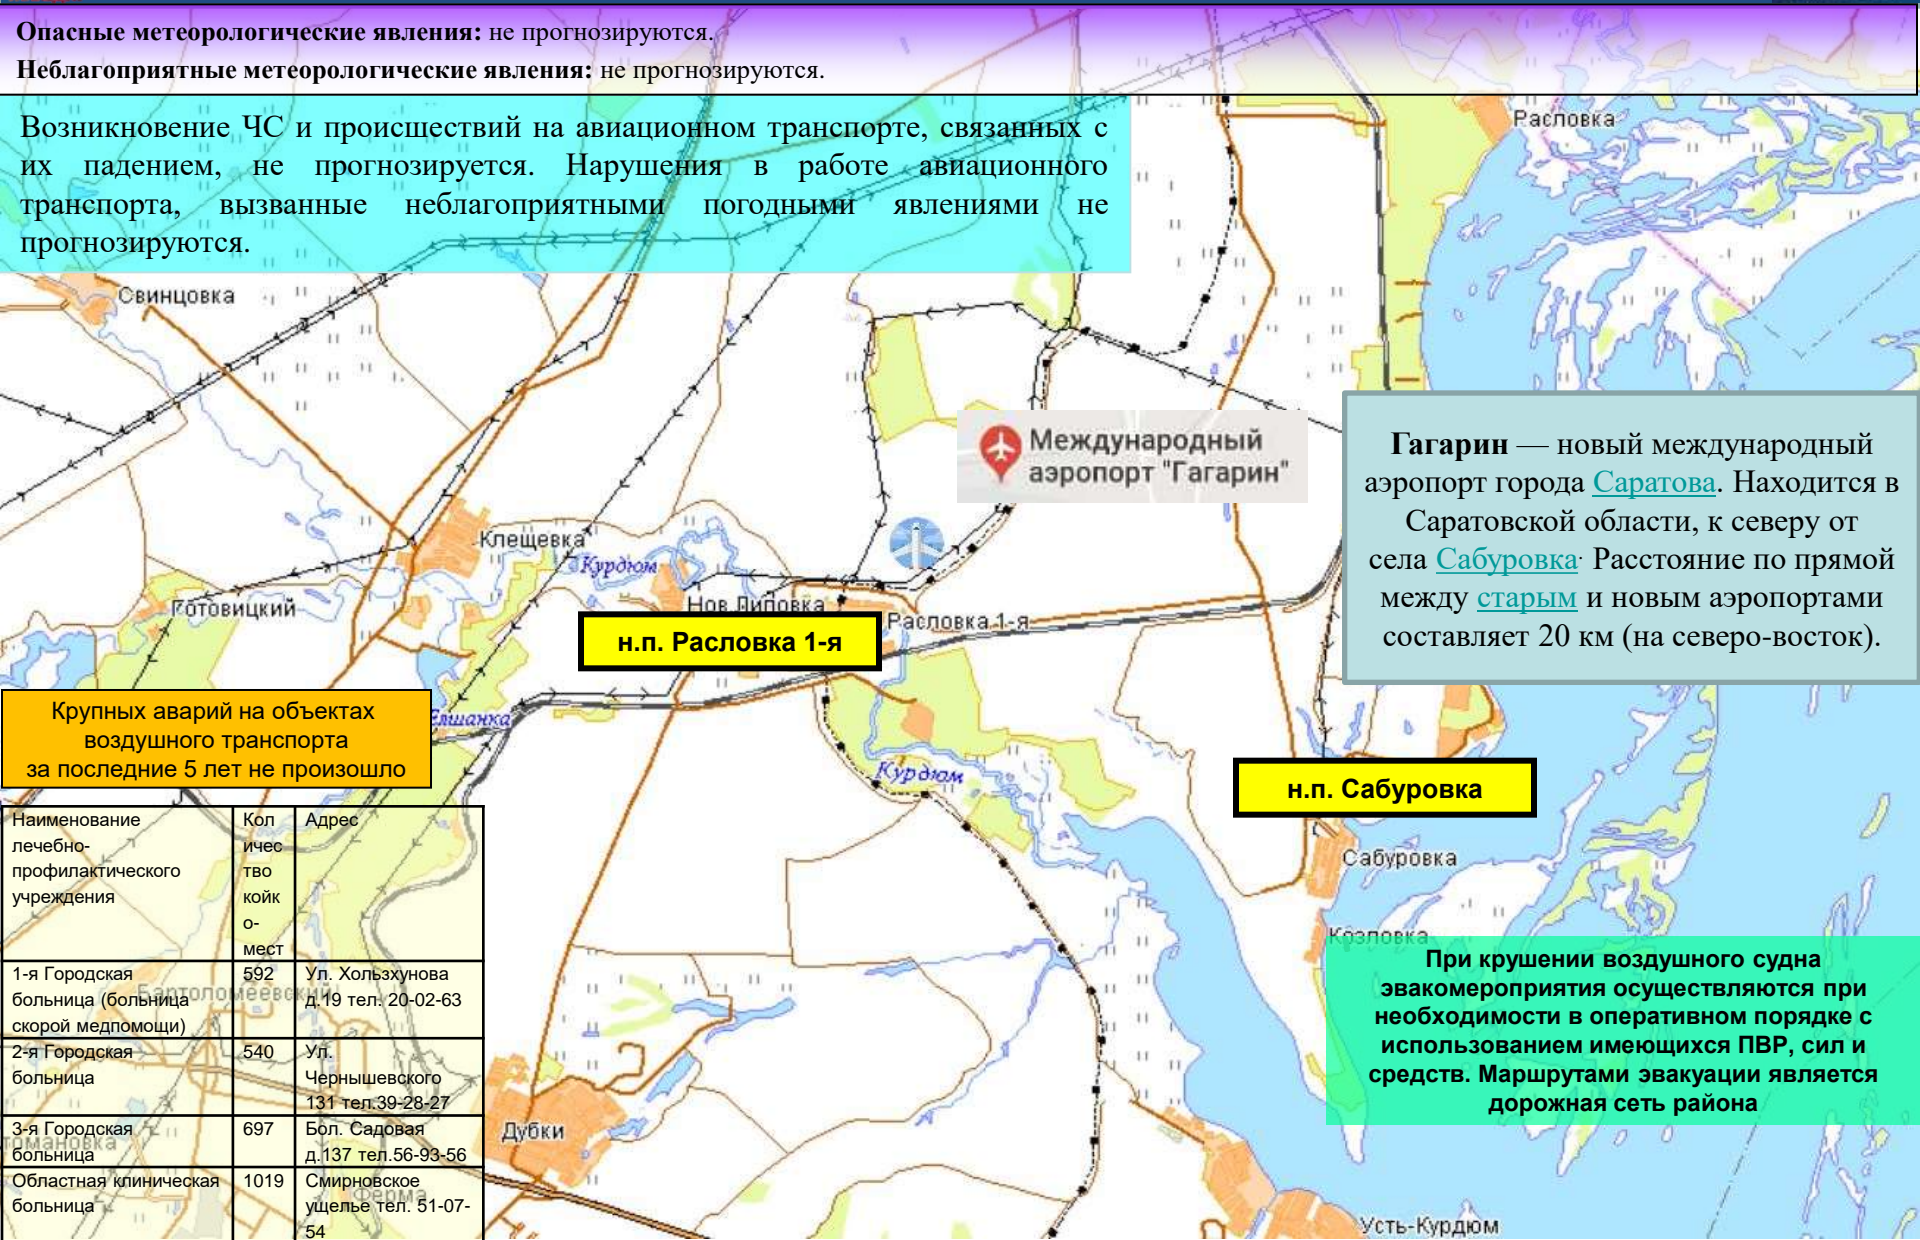 Опасные метеорологические явления: не прогнозируются.
Неблагоприятные метеорологические явления: не прогнозируются.
Возникновение ЧС и происшествий на авиационном транспорте, связанных с
их падением, не прогнозируется. Нарушения в работе авиационного
транспорта, вызванные неблагоприятными погодными явлениями не
прогнозируются.
Расловка
Свинцовка
Международный
аэропорт "Гагарин"
Гагарин — новый международный
аэропорт города Саратова. Находится в
Саратовской области, к северу от
села Сабуровка. Расстояние по прямой
между старым и новым аэропортами
составляет 20 км (на северо-восток).
Клещевка
Курдюм
Готовицкий
Нов.Липовка
Расловка 1-я
н.п. Расловка 1-я
Елшанка
Крупных аварий на объектах
воздушного транспорта
за последние 5 лет не произошло
Курдюм
н.п. Сабуровка
Сабуровка
Козловка
Наименование
лечебно-
профилактического
учреждения
Кол
ичес
тво
койк
о-
мест
Адрес
1-я Городская
больница (больница
скорой медпомощи)
592
Ул. Хользхунова
д.19 тел. 20-02-63
Бартоломеевский
2-я Городская
больница
540
Ул.
Чернышевского
131 тел.39-28-27
3-я Городская
больница
697
Бол. Садовая
д.137 тел.56-93-56
Областная клиническая
больница
1019
Смирновское
ущелье тел. 51-07-
54
Ферма
Дубки
При крушении воздушного судна
эвакомероприятия осуществляются при
необходимости в оперативном порядке с
использованием имеющихся ПВР, сил и
средств. Маршрутами эвакуации является
дорожная сеть района
Усть-Курдюм